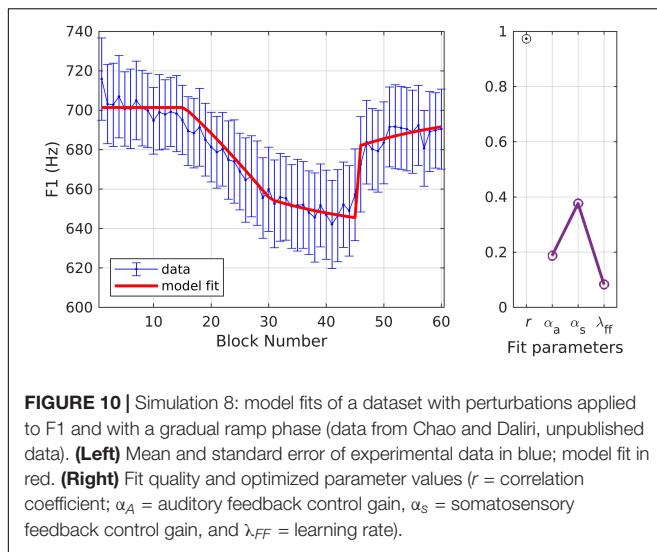 740
720
700
680
660
640
620
600
F1 (Hz)
data
model fit
10 20 30 40 50 60
Block Number
1
0.8
0.6
0.4
0.2
0
r αa αs λff
Fit parameters
FIGURE 10 | Simulation 8: model fits of a dataset with perturbations applied
to F1 and with a gradual ramp phase (data from Chao and Daliri, unpublished
data). (Left) Mean and standard error of experimental data in blue; model fit in
red. (Right) Fit quality and optimized parameter values (r = correlation
coefficient; αA = auditory feedback control gain, αs = somatosensory
feedback control gain, and λFF = learning rate).